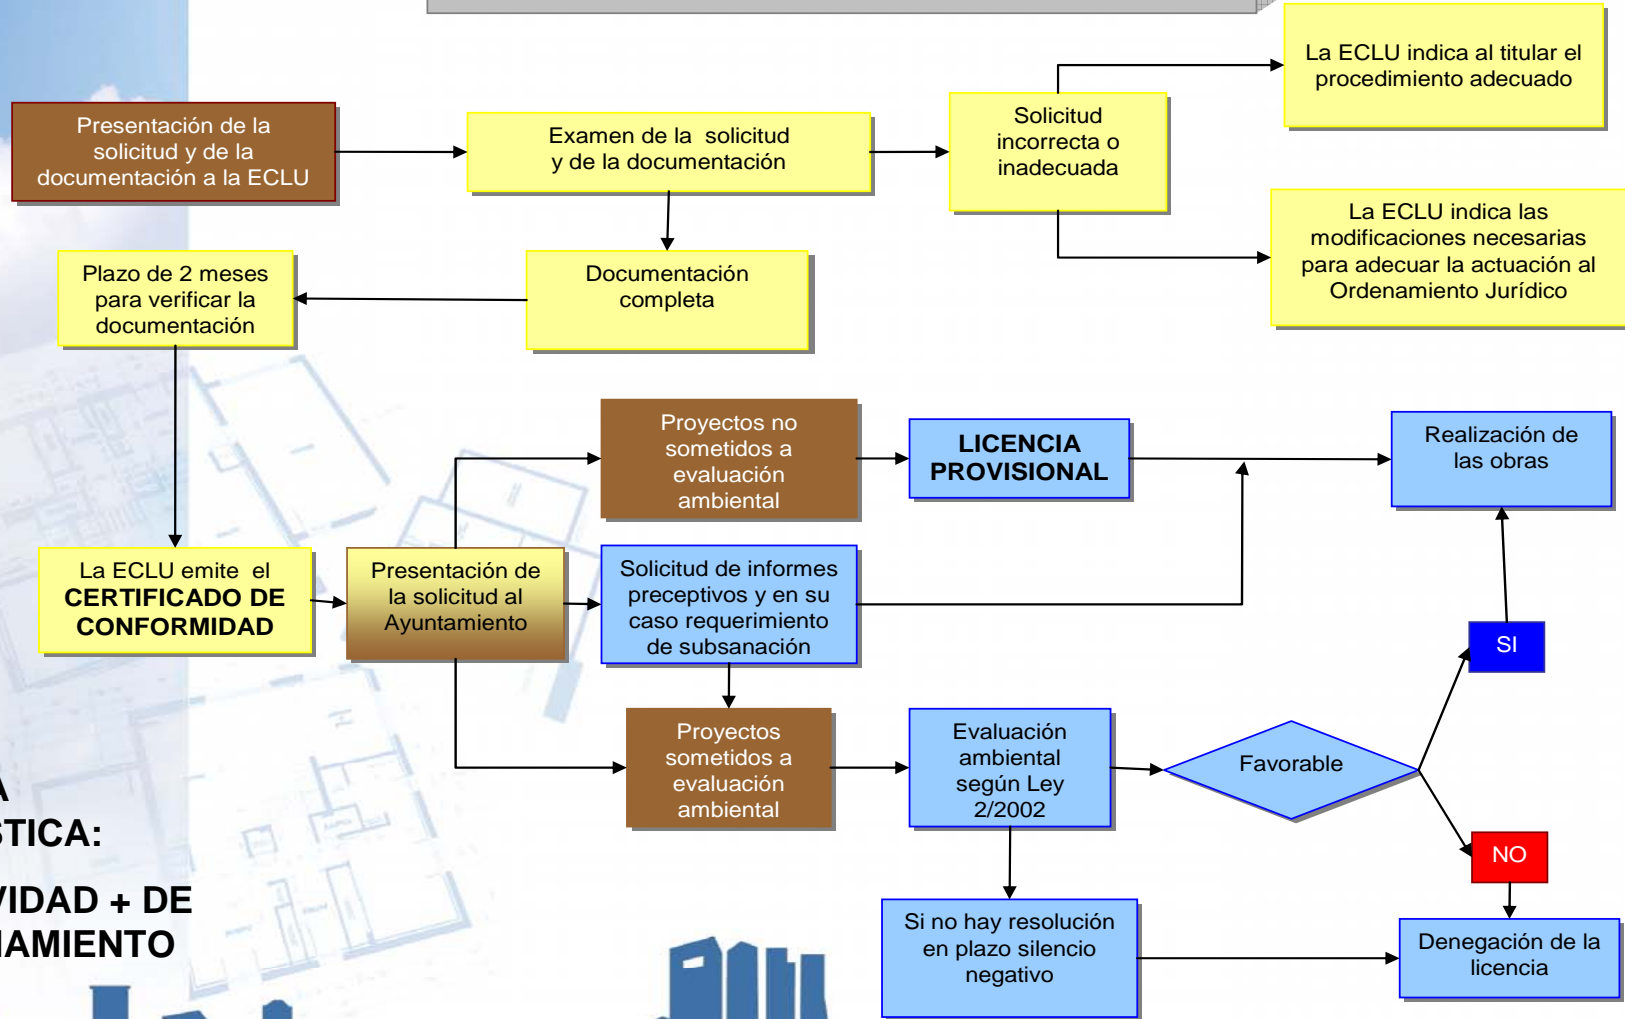 La ECLU indica al titular el
procedimiento adecuado
Presentación de la
solicitud y de la
documentación a la ECLU
Examen de la solicitud
y de la documentación
Solicitud
incorrecta o
inadecuada
La ECLU indica las
modificaciones necesarias
para adecuar la actuación al
Ordenamiento Jurídico
Plazo de 2 meses
para verificar la
documentación
Documentación
completa
Proyectos no
sometidos a
evaluación
ambiental
LICENCIA
PROVISIONAL
Realización de
las obras
La ECLU emite el
CERTIFICADO DE
CONFORMIDAD
Presentación de
la solicitud al
Ayuntamiento
Solicitud de informes
preceptivos y en su
caso requerimiento
de subsanación
SI
Proyectos
sometidos a
evaluación
ambiental
Evaluación
ambiental
según Ley
2/2002
Favorable
NO
A
STICA:
VIDAD + DE
NAMIENTO
Si no hay resolución
en plazo silencio
negativo
Denegación de la
licencia